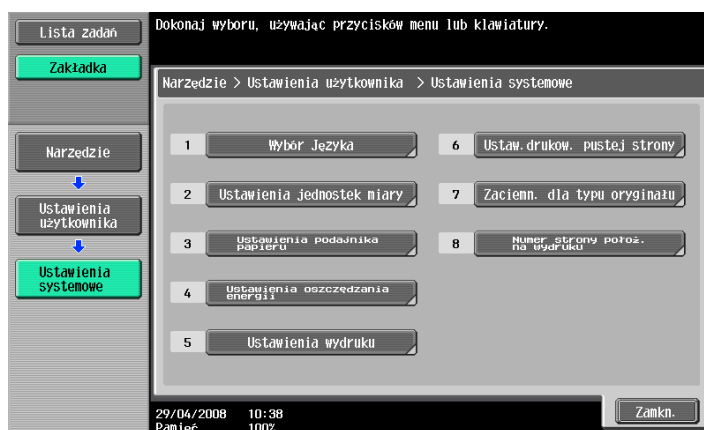 Lista zadań
Zakładka
Dokonaj wyboru, używając przycisków menu lub klawiatury.
Narzędzie > Ustawienia użytkownika > Ustawienia systemowe
Narzędzie
Ustawienia
użytkownika
Ustawienia
systemowe
1 Wybór Języka
2 Ustawienia jednostek miary
3 Ustawienia podajnika
papieru
4 Ustawienia oszczędzania
energii
5 Ustawienia wydruku
6 Ustaw.drukow. pustej strony
7 Zaciemn. dla typu oryginału
8 Numer strony położ.
na wydruku
29/04/2008 10:38
Pamięć 100%
Zamkn.